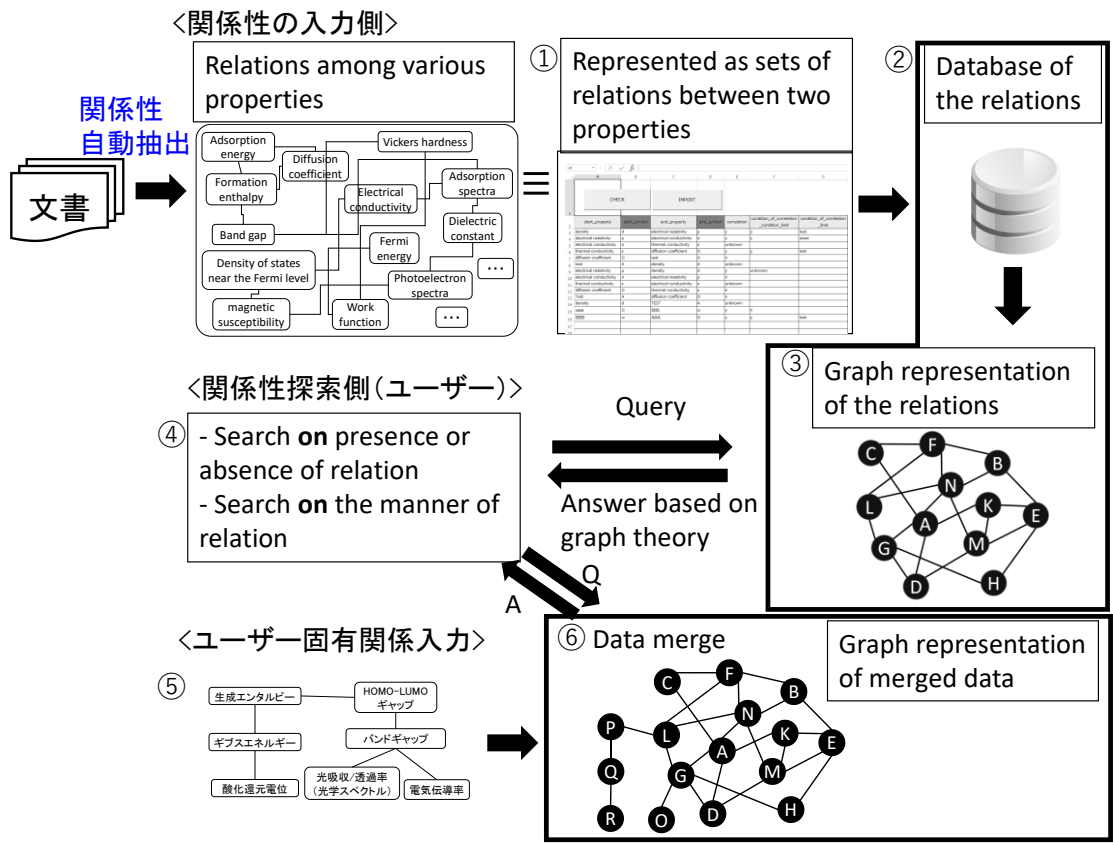 <関係性の入力側>
Relations among various
properties
関係性
自動抽出
文書
Adsorption
energy
Diffusion
coefficient
Vickers hardness
Formation
enthalpy
Electrical
conductivity
Adsorption
spectra
Band gap
Dielectric
constant
Fermi
energy
Density of states
near the Fermi level
Photoelectron
spectra
…
magnetic
susceptibility
Work
function
…
≡
① Represented as sets of
relations between two
properties
CHECK
IMPORT
start_property
end_property
correlation
② Database of
the relations
③ Graph representation
of the relations
C
F
B
N
L
K
A
E
G
M
D
H
<関係性探索側(ユーザー)>
④ - Search on presence or
absence of relation
- Search on the manner of
relation
Query
Answer based on
graph theory
Q
A
<ユーザー固有関係入力>
⑤
生成エンタルピー
HOMO-LUMO
ギャップ
ギブスエネルギー
バンドギャップ
酸化還元電位
光吸収/透過率
(光学スペクトル)
電気伝導率
⑥ Data merge
Graph representation
of merged data
C
F
B
N
P
L
K
A
E
Q
G
M
R
O
D
H